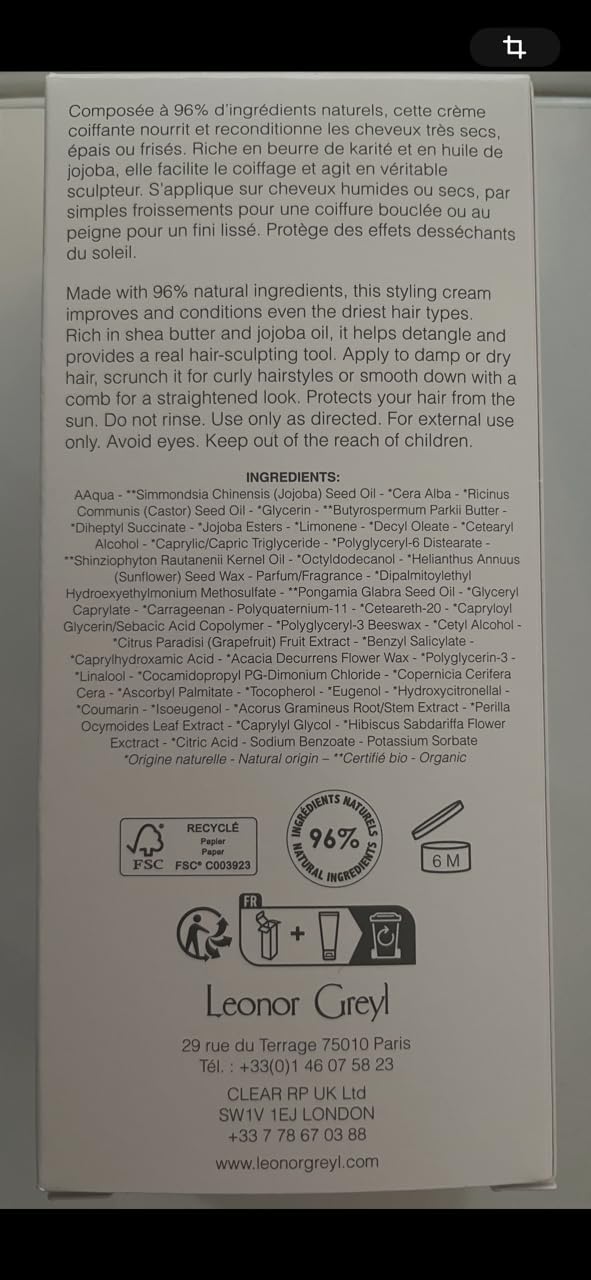 Composée à 96% d'ingrédients naturels, cette crème
coiffante nourrit et reconditionne les cheveux très secs,
épais ou frisés. Riche en beurre de karité et en huile de
jojoba, elle facilite le coiffage et agit en véritable
sculpteur. S'applique sur cheveux humides ou secs, par
simples froissements pour une coiffure bouclée ou au
peigne pour un fini lissé. Protège des effets desséchants
du soleil.
Made with 96% natural ingredients, this styling cream
improves and conditions even the driest hair types.
Rich in shea butter and jojoba oil, it helps detangle and
provides a real hair-sculpting tool. Apply to damp or dry
hair, scrunch it for curly hairstyles or smooth down with a
comb for a straightened look. Protects your hair from the
sun. Do not rinse. Use only as directed. For external use
only. Avoid eyes. Keep out of the reach of children.
INGREDIENTS:
AAqua - **Simmondsia Chinensis (Jojoba) Seed Oil - *Cera Alba - *Ricinus
Communis (Castor) Seed Oil - *Glycerin - **Butyrospermum Parkii Butter -
*Diheptyl Succinate - *Jojoba Esters - *Limonene - *Decyl Oleate - *Cetearyl
Alcohol - *Caprylic/Capric Triglyceride - *Polyglyceryl-6 Distearate -
**Shinziophyton Rautanenii Kernel Oil - *Octyldodecanol - *Helianthus Annuus
(Sunflower) Seed Wax - Parfum/Fragrance - *Dipalmitoylethyl
Hydroexyethylmonium Methosulfate - **Pongamia Glabra Seed Oil - *Glyceryl
Caprylate - *Carrageenan - Polyquaternium-11 - *Ceteareth-20 - *Capryloyl
Glycerin/Sebacic Acid Copolymer - *Polyglyceryl-3 Beeswax - *Cetyl Alcohol -
*Citrus Paradisi (Grapefruit) Fruit Extract - *Benzyl Salicylate -
*Caprylhydroxamic Acid - *Acacia Decurrens Flower Wax - *Polyglycerin-3 -
*Linalool - *Cocamidopropyl PG-Dimonium Chloride - *Copernicia Cerifera
Cera - *Ascorbyl Palmitate - *Tocopherol - *Eugenol - *Hydroxycitronellal -
*Coumarin - *Isoeugenol - *Acorus Gramineus Root/Stem Extract - *Perilla
Ocymoides Leaf Extract - *Caprylyl Glycol - *Hibiscus Sabdariffa Flower
Exctract - *Citric Acid - Sodium Benzoate - Potassium Sorbate
*Origine naturelle - Natural origin – **Certifié bio - Organic
RECYCLÉ
Papier
Paper
FSC FSC® C003923
INGRÉDIENTS NATURELS
96%
NATURAL INGREDIENTS
6 M
FR
+
Leonor Greyl
29 rue du Terrage 75010 Paris
Tél. : +33(0)1 46 07 58 23
CLEAR RP UK Ltd
SW1V 1EJ LONDON
+33 7 78 67 03 88
www.leonorgreyl.com